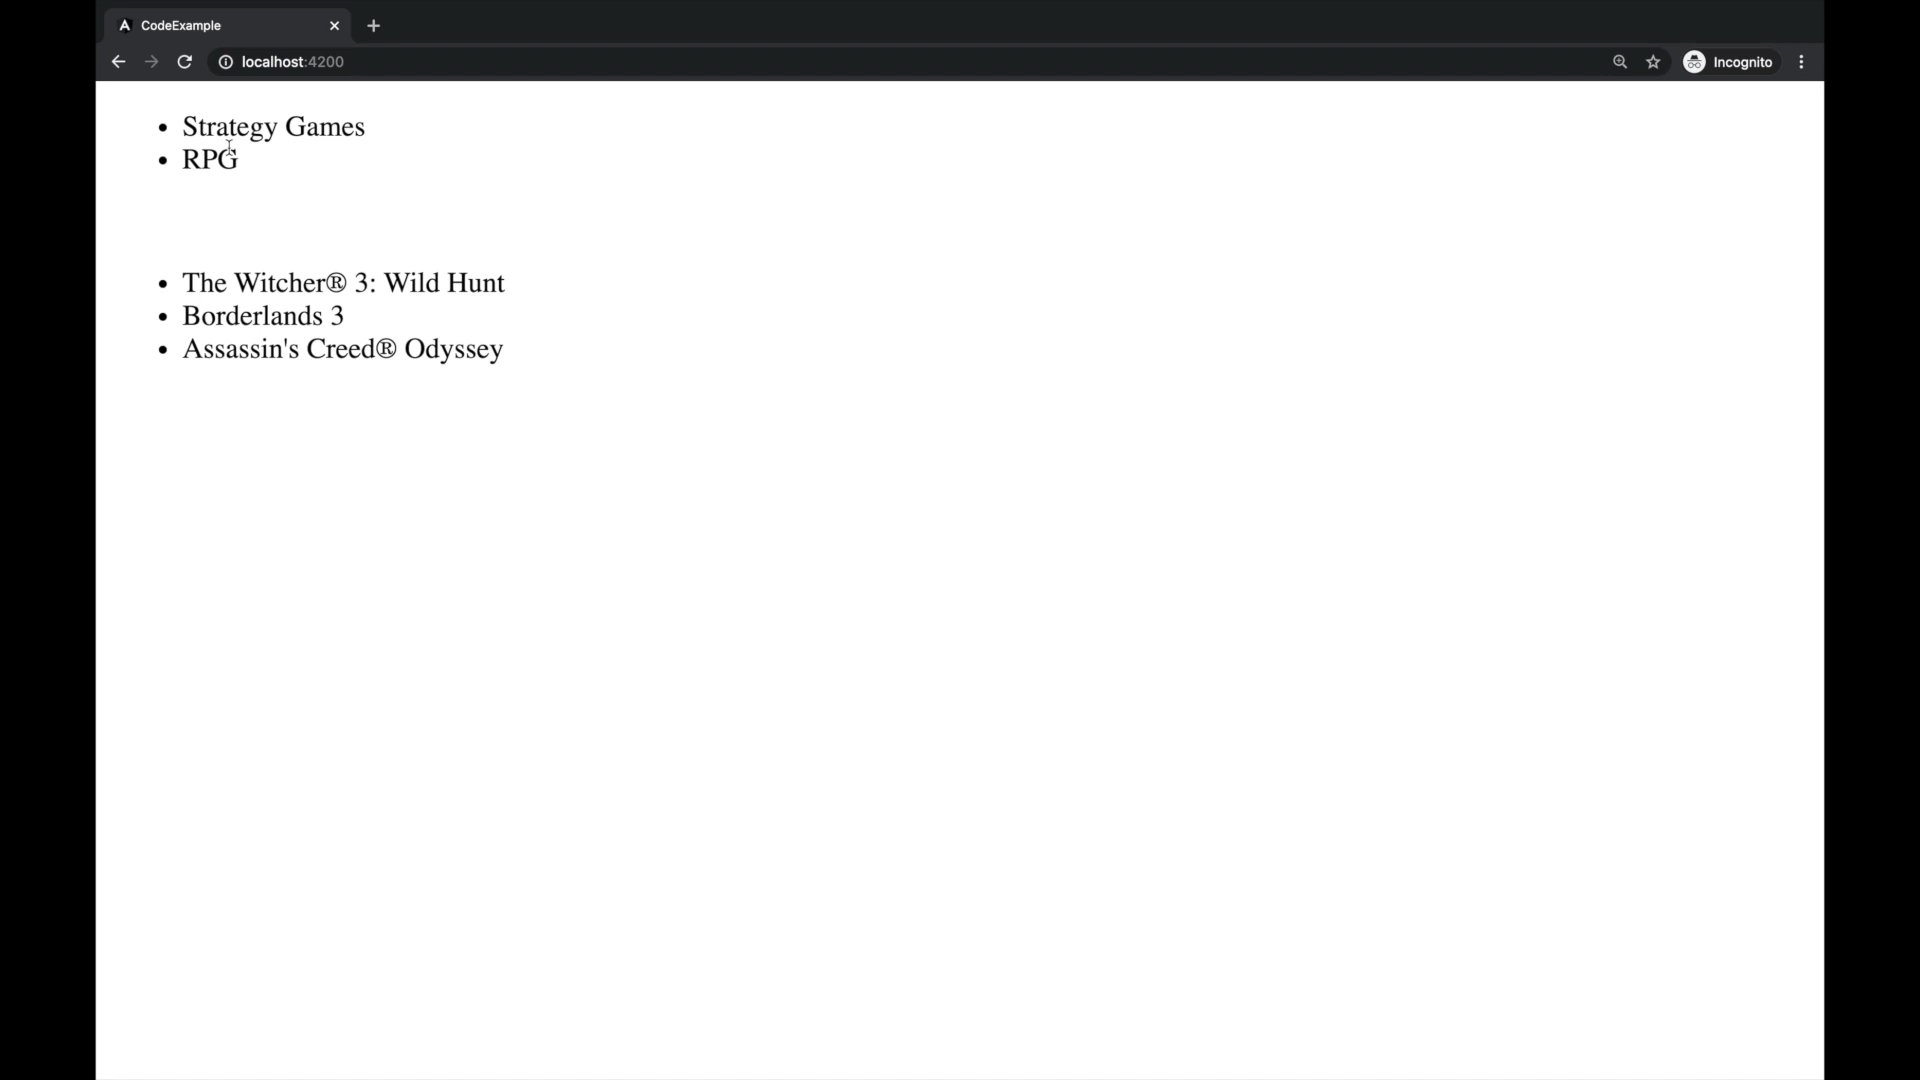 CodeExample
localhost:4200
Incognito
Strategy Games
RPG
The Witcher® 3: Wild Hunt
Borderlands 3
Assassin's Creed® Odyssey